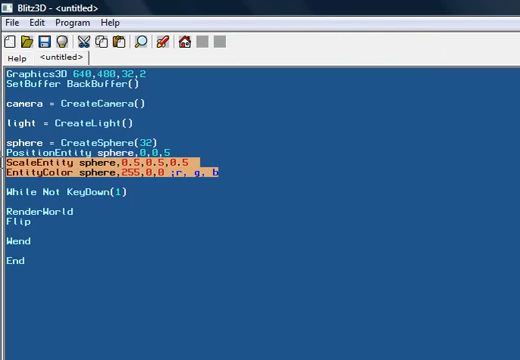 Blitz3D - <untitled>
File Edit Program Help
Help <untitled>
Graphics3D 640,480,32,2
SetBuffer BackBuffer()
camera = CreateCamera()
light = CreateLight()
sphere = CreateSphere(32)
PositionEntity sphere,0,0,5
ScaleEntity sphere,0.5,0.5,0.5
EntityColor sphere,255,0,0 ;r, g, b
While Not KeyDown(1)
RenderWorld
Flip
Wend
End